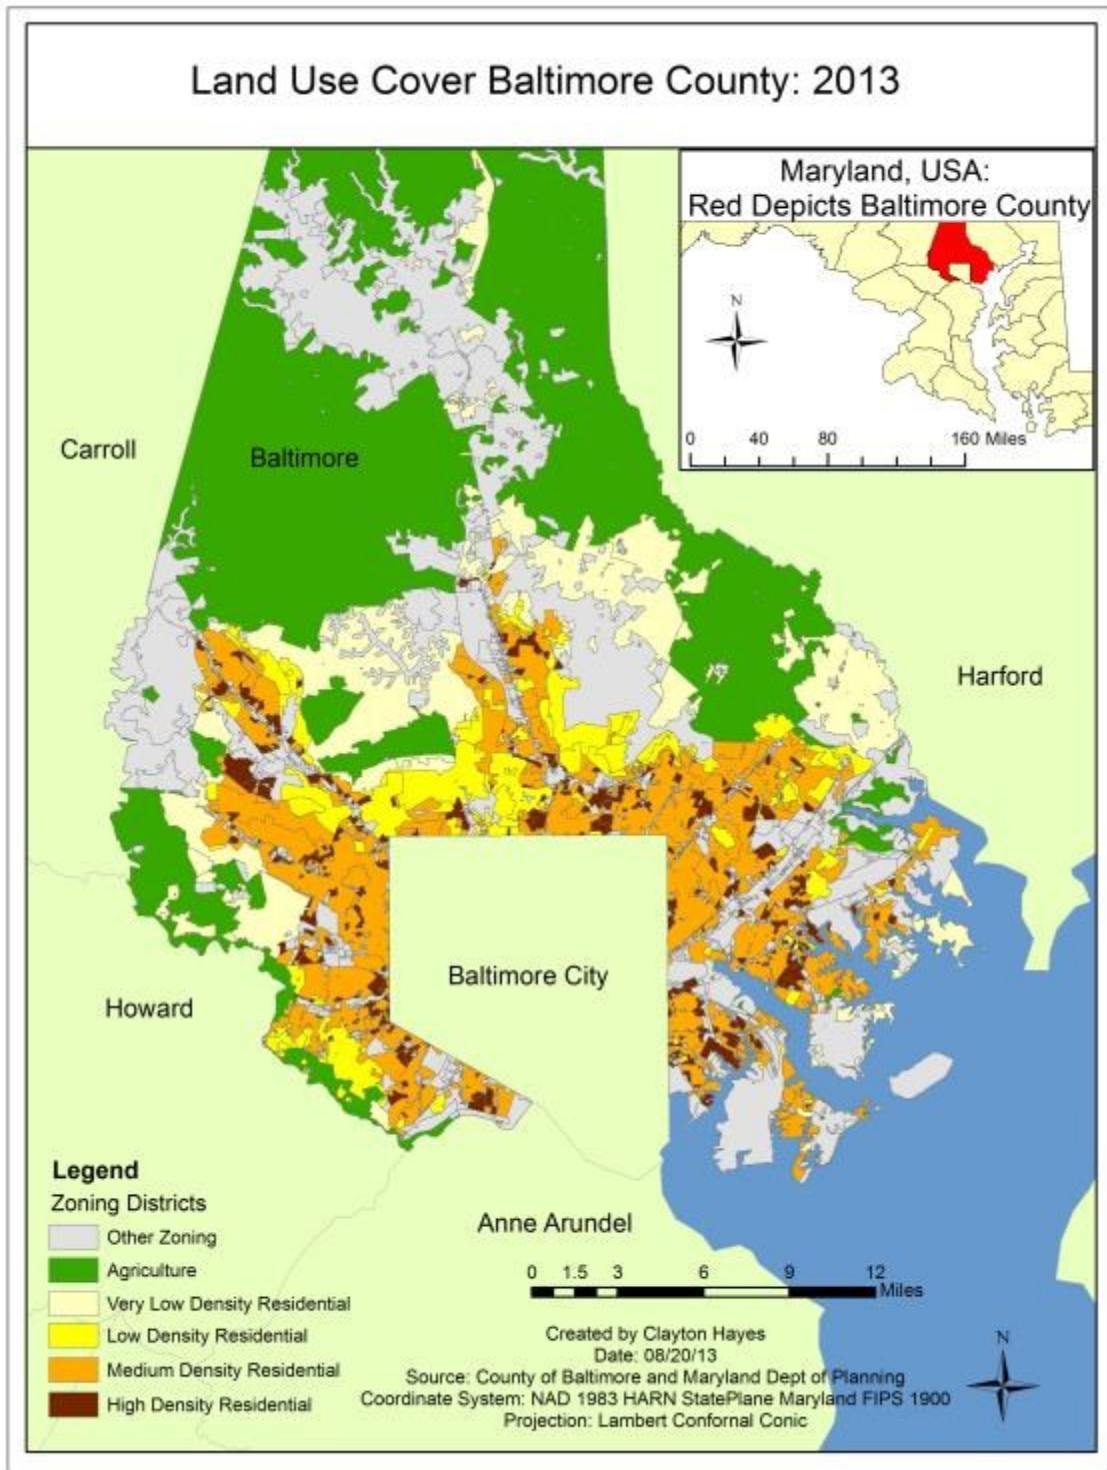 Land Use Cover Baltimore County: 2013
Maryland, USA:
Red Depicts Baltimore County
N
0 40 80 160 Miles
Carroll
Baltimore
Harford
Baltimore City
Howard
Anne Arundel
Legend
Zoning Districts
Other Zoning
Agriculture
Very Low Density Residential
Low Density Residential
Medium Density Residential
High Density Residential
0 1.5 3 6 9 12
Miles
Created by Clayton Hayes
Date: 08/20/13
Source: County of Baltimore and Maryland Dept of Planning
Coordinate System: NAD 1983 HARN StatePlane Maryland FIPS 1900
Projection: Lambert Confornal Conic
N